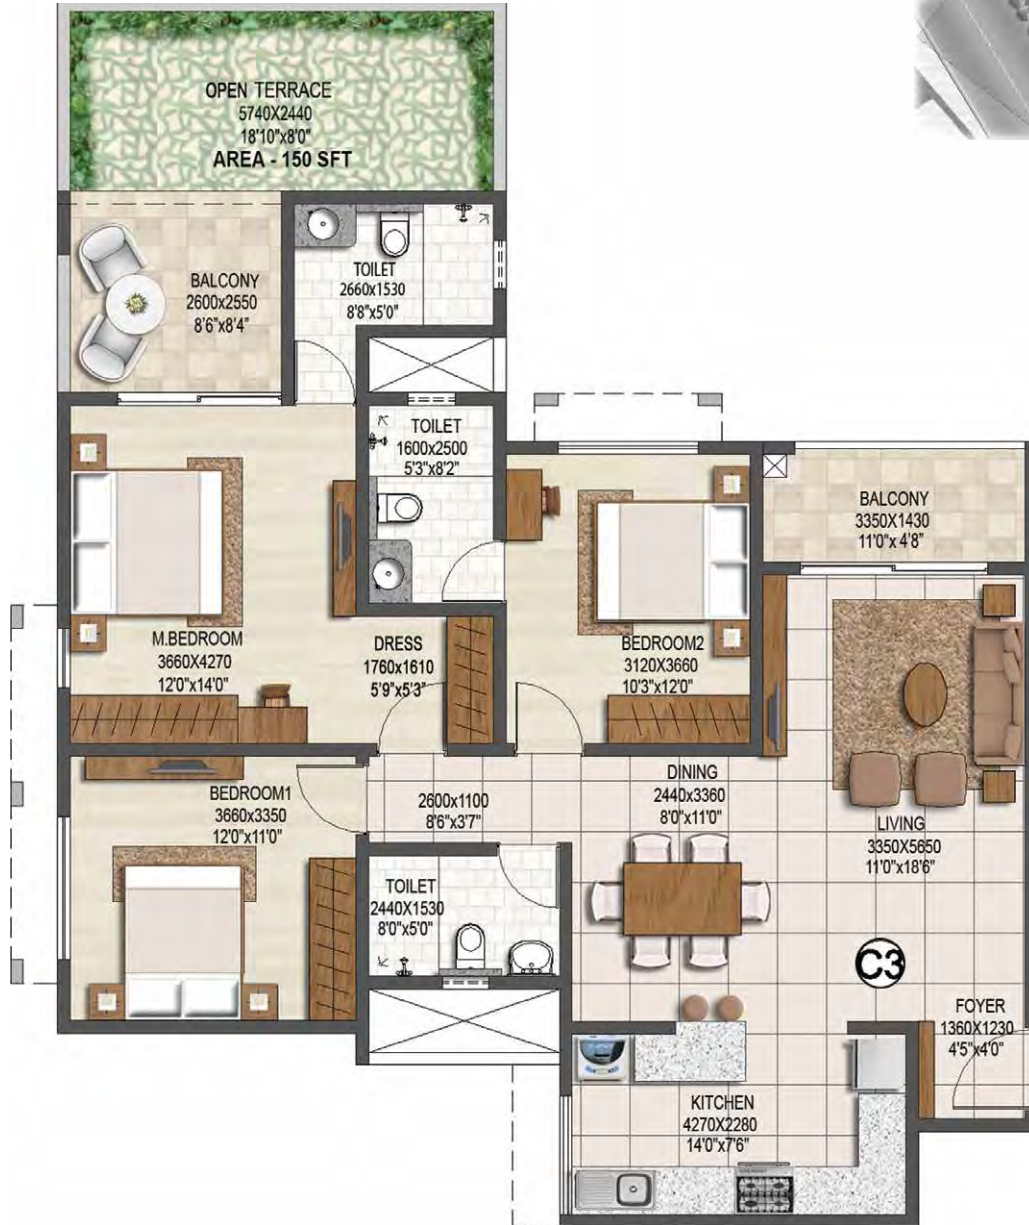 OPEN TERRACE
5740X2440
18'10"x8'0"
AREA - 150 SFT
BALCONY
2600x2550
8'6"x8'4"
TOILET
2660x1530
8'8"x5'0"
TOILET
1600x2500
5'3"x8'2"
BALCONY
3350X1430
11'0"x 4'8"
M.BEDROOM
3660X4270
12'0"x14'0"
DRESS
1760x1610
5'9"x5'3"
BEDROOM2
3120X3660
10'3"x12'0"
BEDROOM1
3660x3350
12'0"x11'0"
2600x1100
8'6"x3'7"
DINING
2440x3360
8'0"x11'0"
LIVING
3350X5650
11'0"x18'6"
TOILET
2440X1530
8'0"x5'0"
C3
FOYER
1360X1230
4'5"x4'0"
KITCHEN
4270X2280
14'0"x7'6"